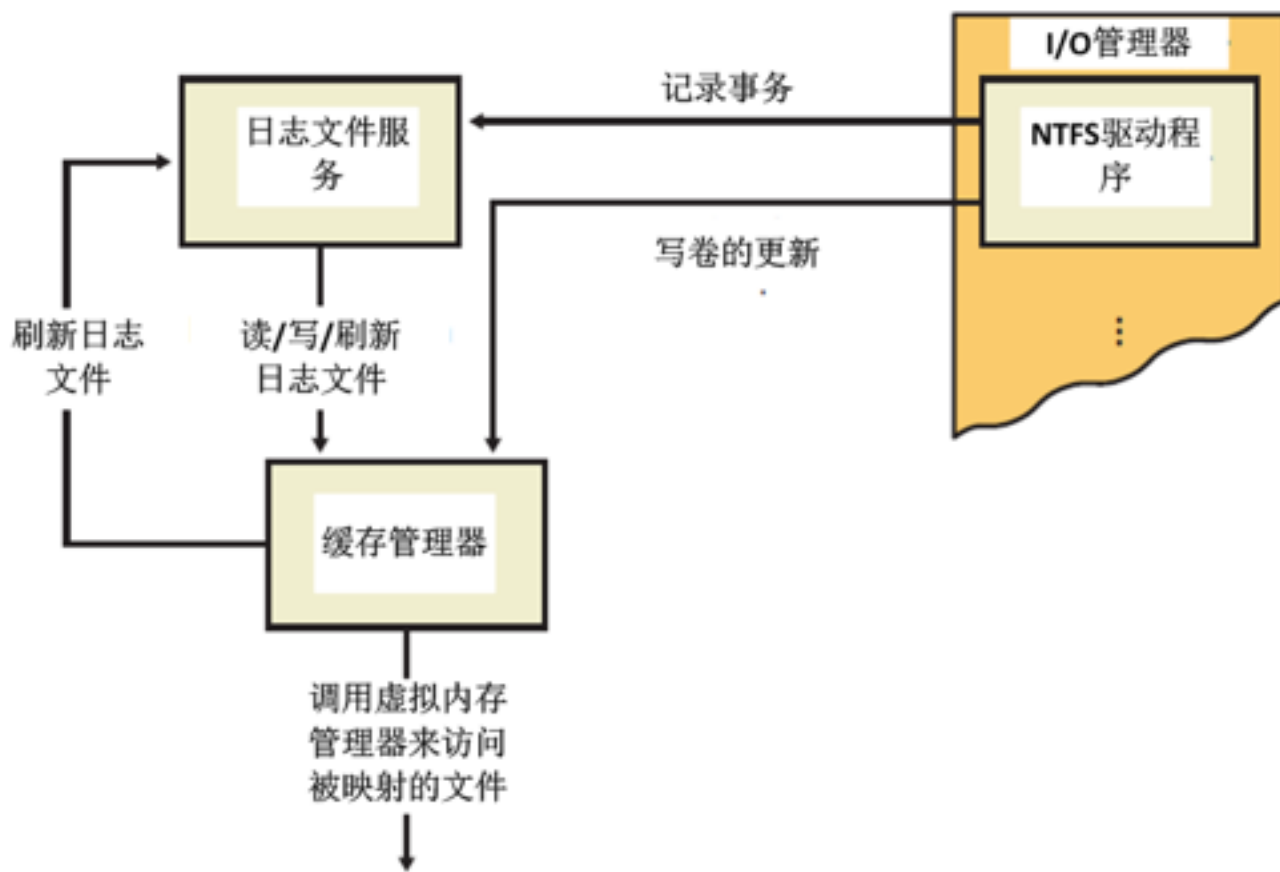 I/O管理器
记录事务
日志文件服
务
NTFS驱动程
序
写卷的更新
刷新日志
文件
读/写/刷新
日志文件
⋮
缓存管理器
调用虚拟内存
管理器来访问
被映射的文件